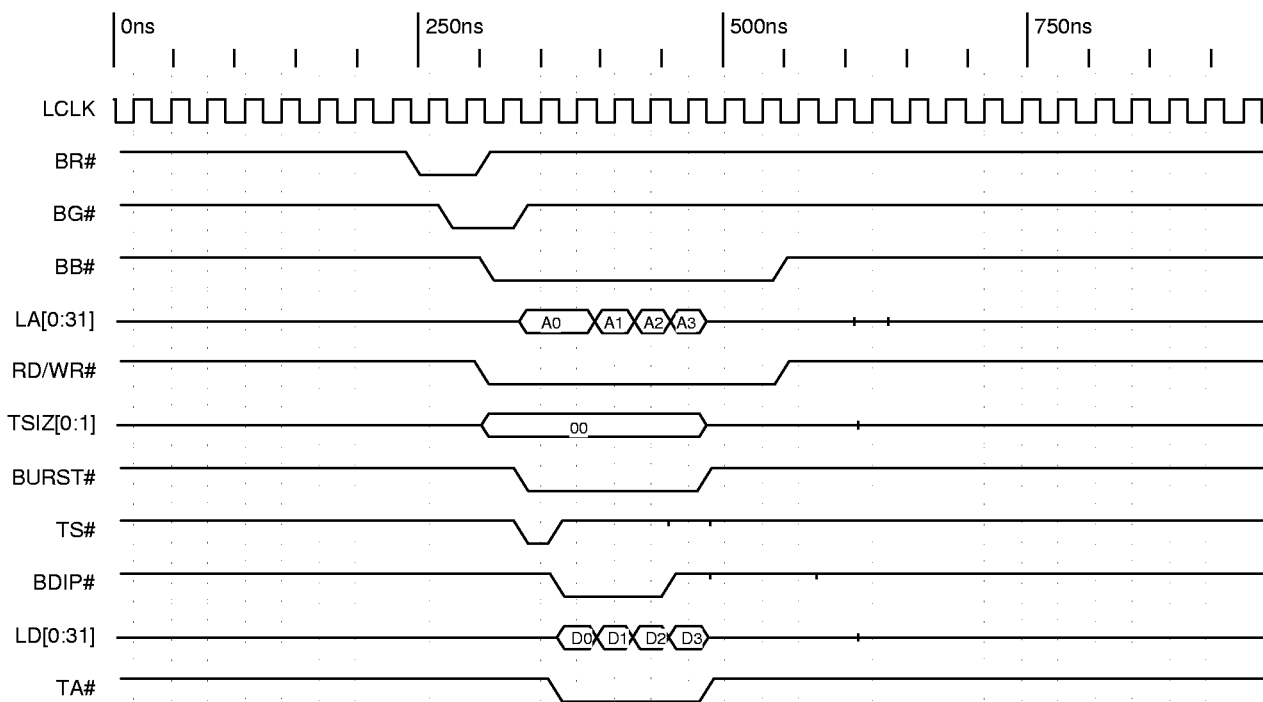 0ns 250ns 500ns 750ns
LCLK
BR#
BG#
BB#
LA[0:31] A0 A1 A2 A3
RD/WR#
TSIZ[0:1] 00
BURST#
TS#
BDIP#
LD[0:31] D0 D1 D2 D3
TA#